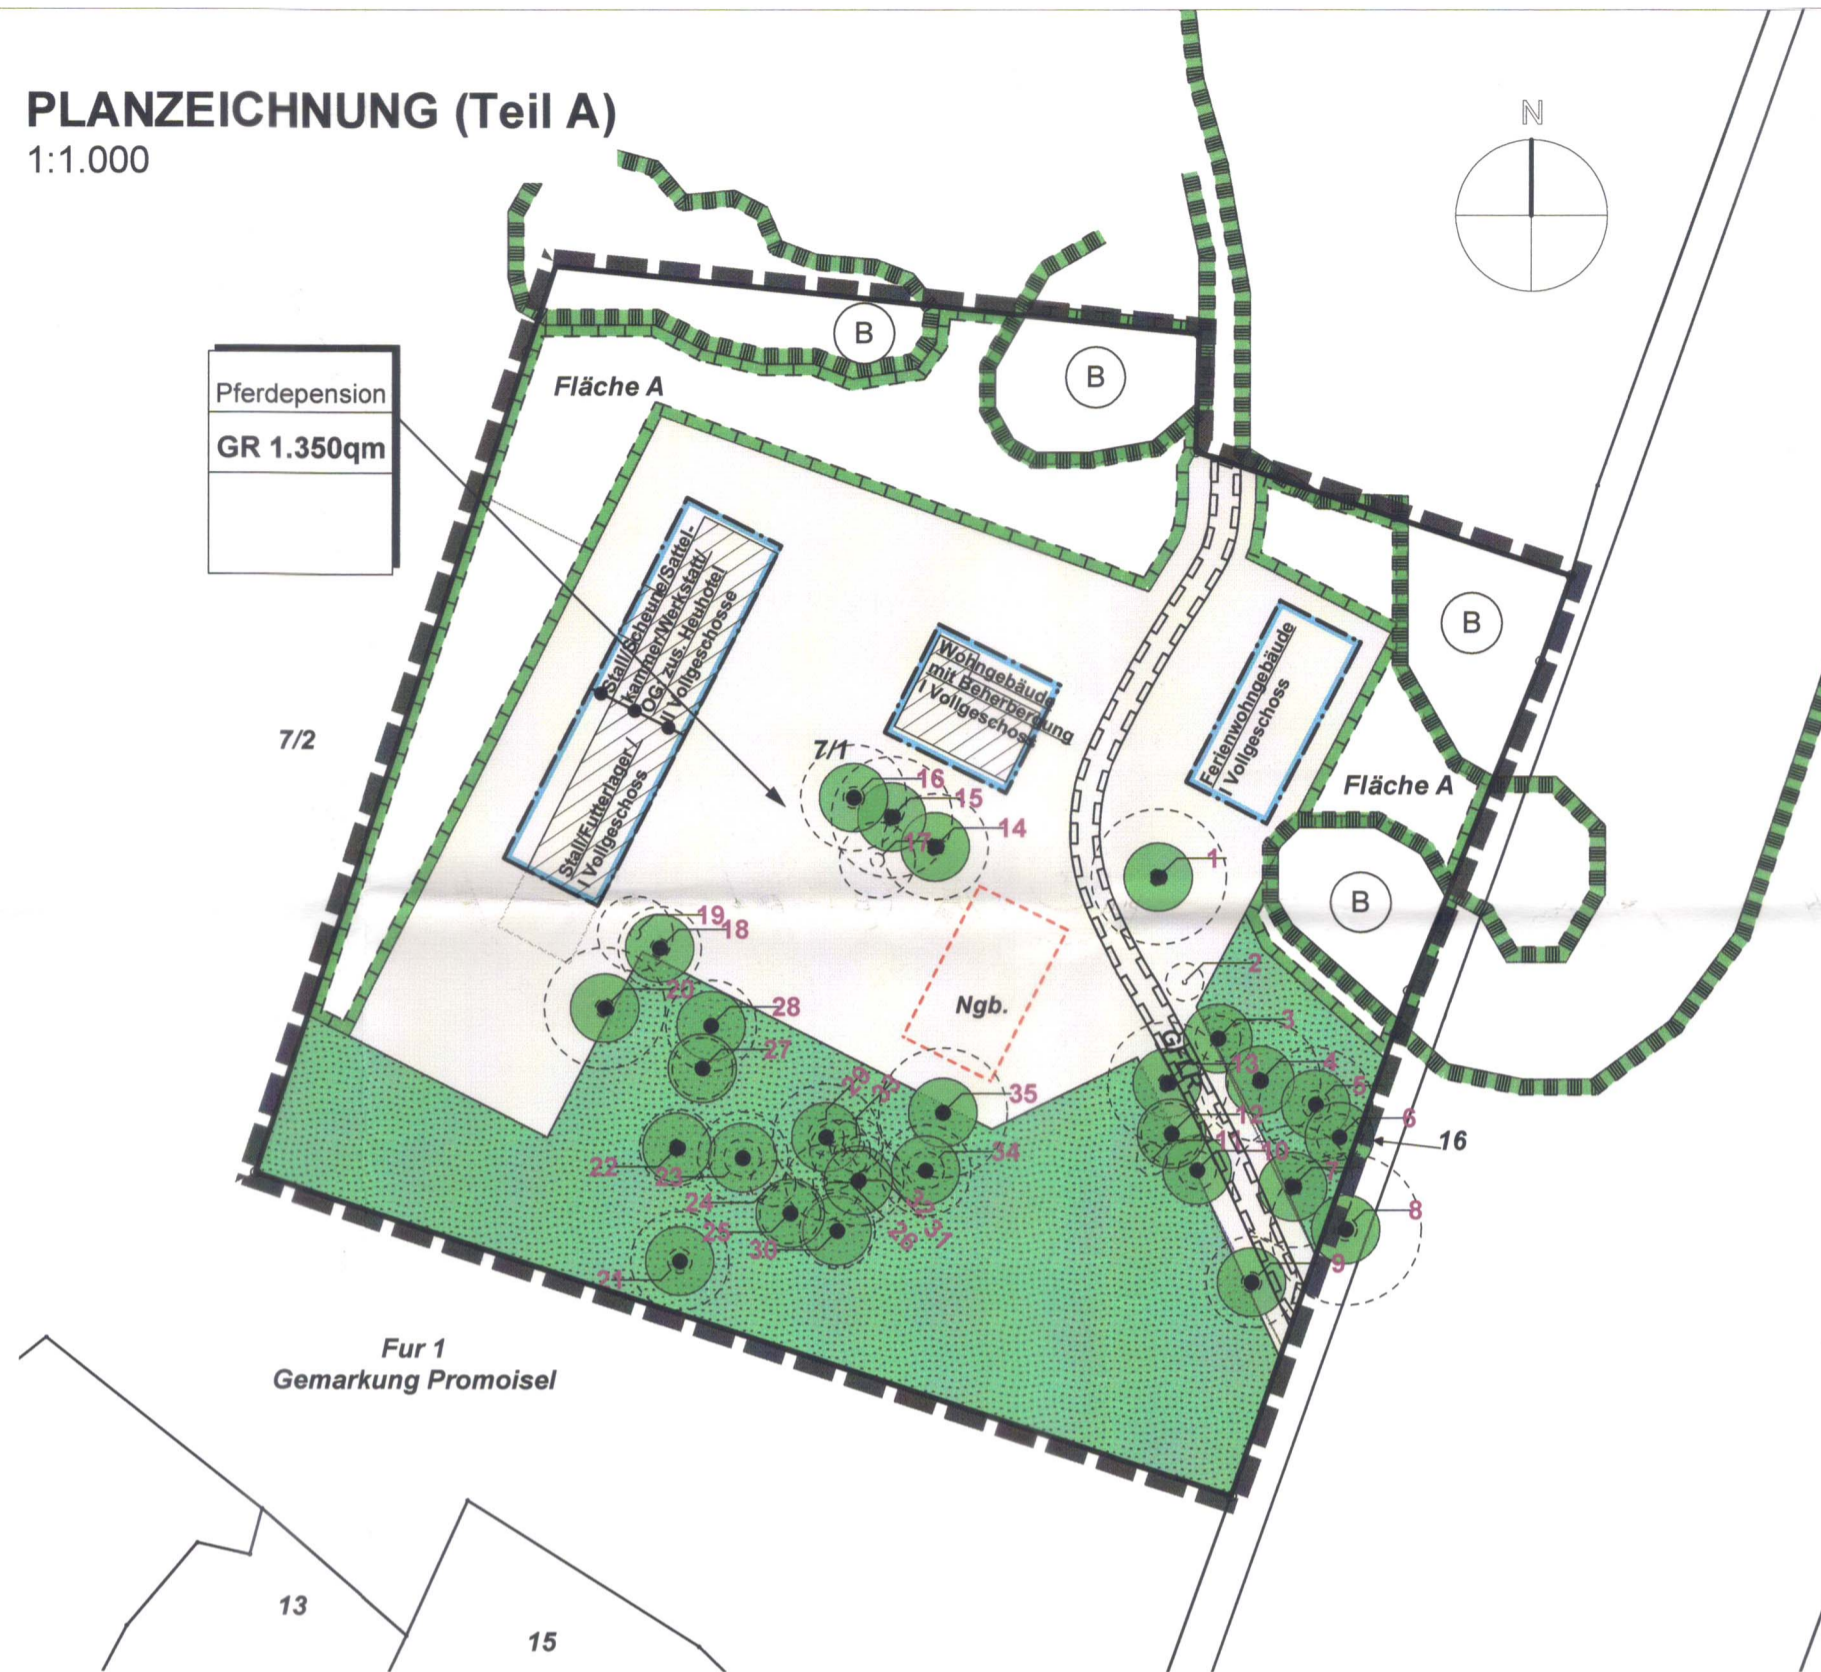 PLANZEICHNUNG (Teil A)
1:1.000
N
B
B
Fläche A
Pferdepension
GR 1.350qm
Stall/Scheune/Sattel-
kammer/Werkstatt/
OG: zus. Heuhotel
II Vollgeschosse
Stall/Futterlager/
I Vollgeschoss
Wohngebäude
mit Beherbergung
I Vollgeschoss
Ferienwohngebäude
I Vollgeschoss
B
7/2
7/1
Fläche A
16
15
14
17
1
B
19
18
2
20
28
Ngb.
3
27
13
4
5
29
35
12
6
16
11
10
34
22
23
7
24
8
25
30
26
31
9
21
Fur 1
Gemarkung Promoisel
13
15